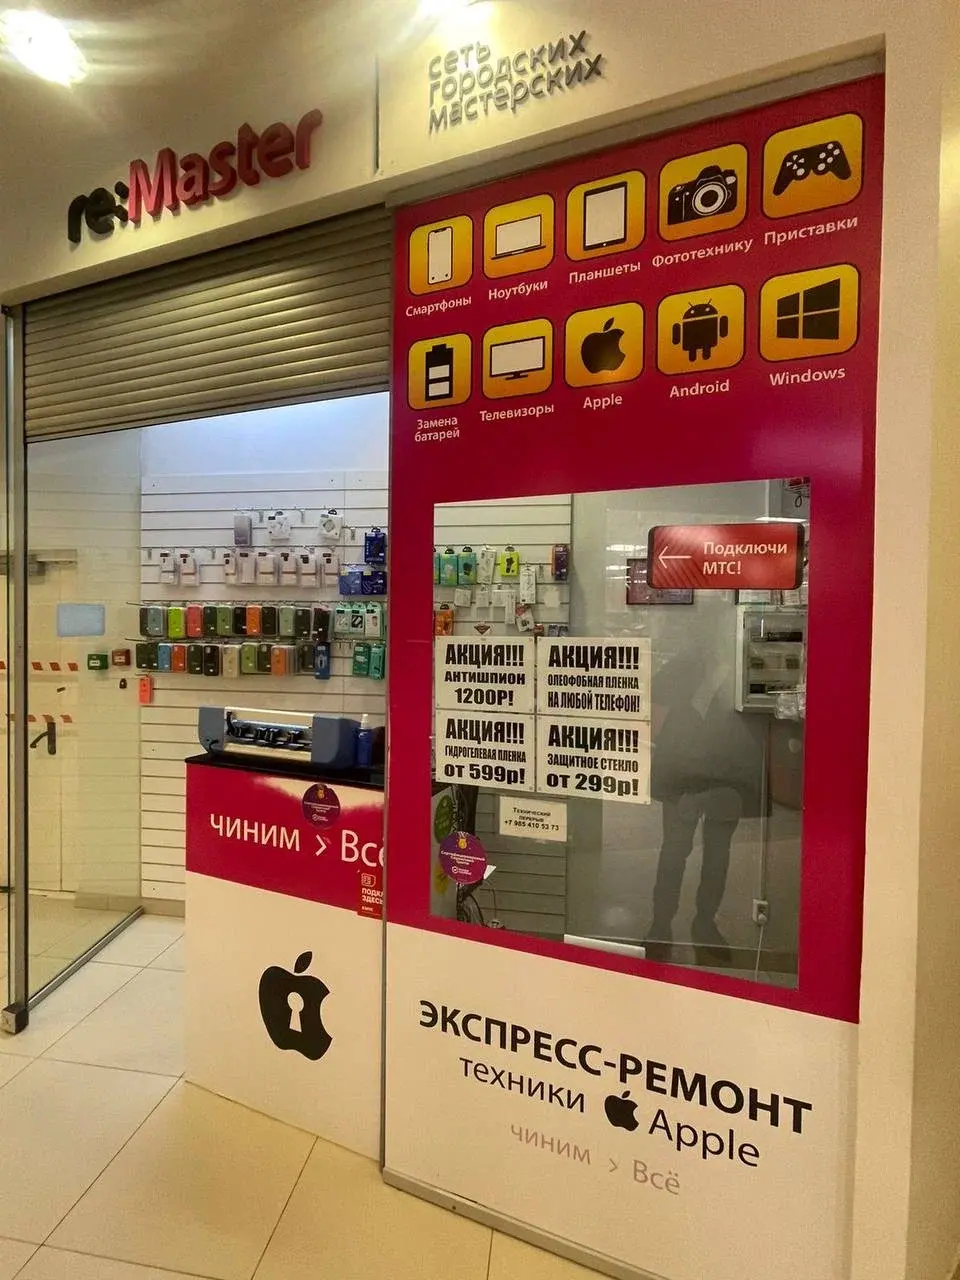 re:Master
сеть
городских
мастерских
Смартфоны
Ноутбуки
Планшеты
Фототехнику
Приставки
Замена
батарей
Телевизоры
Apple
Android
Windows
Подключи
МТС!
АКЦИЯ!!!
АНТИШПИОН
1200Р!
АКЦИЯ!!!
ОЛЕОФОБНАЯ ПЛЕНКА
НА ЛЮБОЙ ТЕЛЕФОН!
АКЦИЯ!!!
ГИДРОГЕЛЕВАЯ ПЛЕНКА
от 599р!
АКЦИЯ!!!
ЗАЩИТНОЕ СТЕКЛО
от 299р!
Технический
перерыв
+7 985 410 53 73
чиним > Всё
ЭКСПРЕСС-РЕМОНТ
техники Apple
чиним > Всё